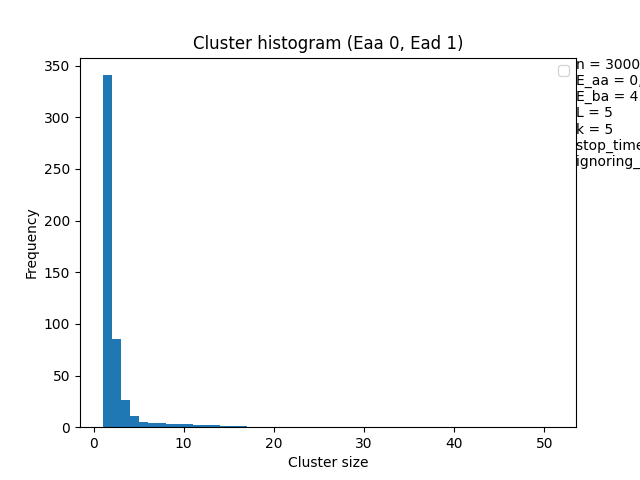 Cluster histogram (Eaa 0, Ead 1)
350
300
250
200
150
100
50
0
Frequency
0 10 20 30 40 50
Cluster size
n = 3000
E_aa = 0,
E_ba = 4
L = 5
k = 5
stop_time
ignoring_